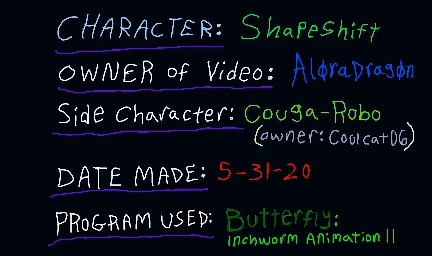 CHARACTER: ShapeShift
OWNER of Video: AløraDragøn
Side Character: Couga-Robo
(owner: Coolcat06)
DATE MADE: 5-31-20
PROGRAM USED: Butterfly:
Inchworm Animation II